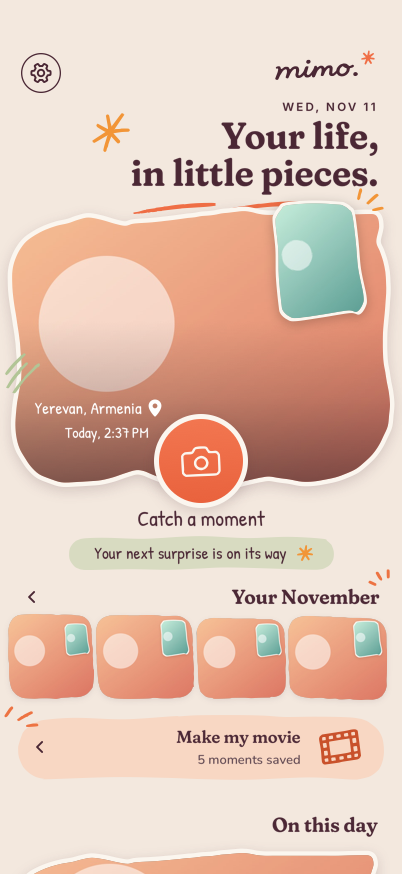 mimo.
WED, NOV 11
Your life,
in little pieces.
Yerevan, Armenia
Today, 2:37 PM
Catch a moment
Your next surprise is on its way
Your November
Make my movie
5 moments saved
On this day